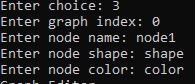 Enter choice: 3
Enter graph index: 0
Enter node name: node1
Enter node shape: shape
Enter node color: color